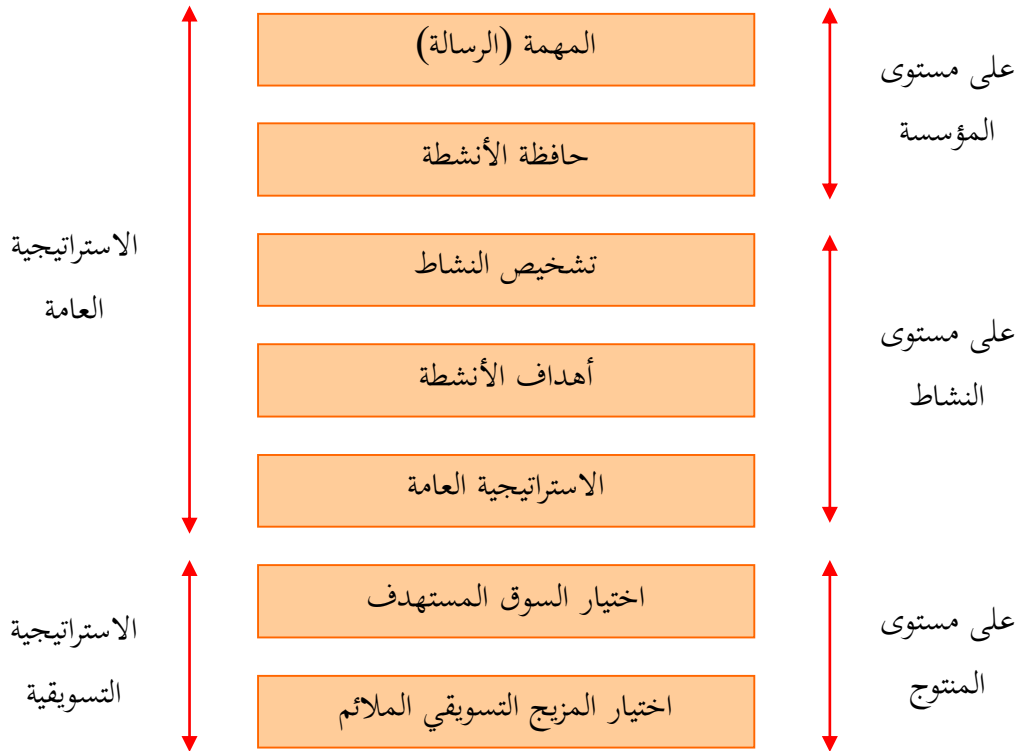 المهمة (الرسالة)
على مستوى
المؤسسة
حافظة الأنشطة
تشخيص النشاط
الاستراتيجية
العامة
على مستوى
النشاط
أهداف الأنشطة
الاستراتيجية العامة
اختيار السوق المستهدف
على مستوى
المنتوج
الاستراتيجية
التسويقية
اختيار المزيج التسويقي الملائم